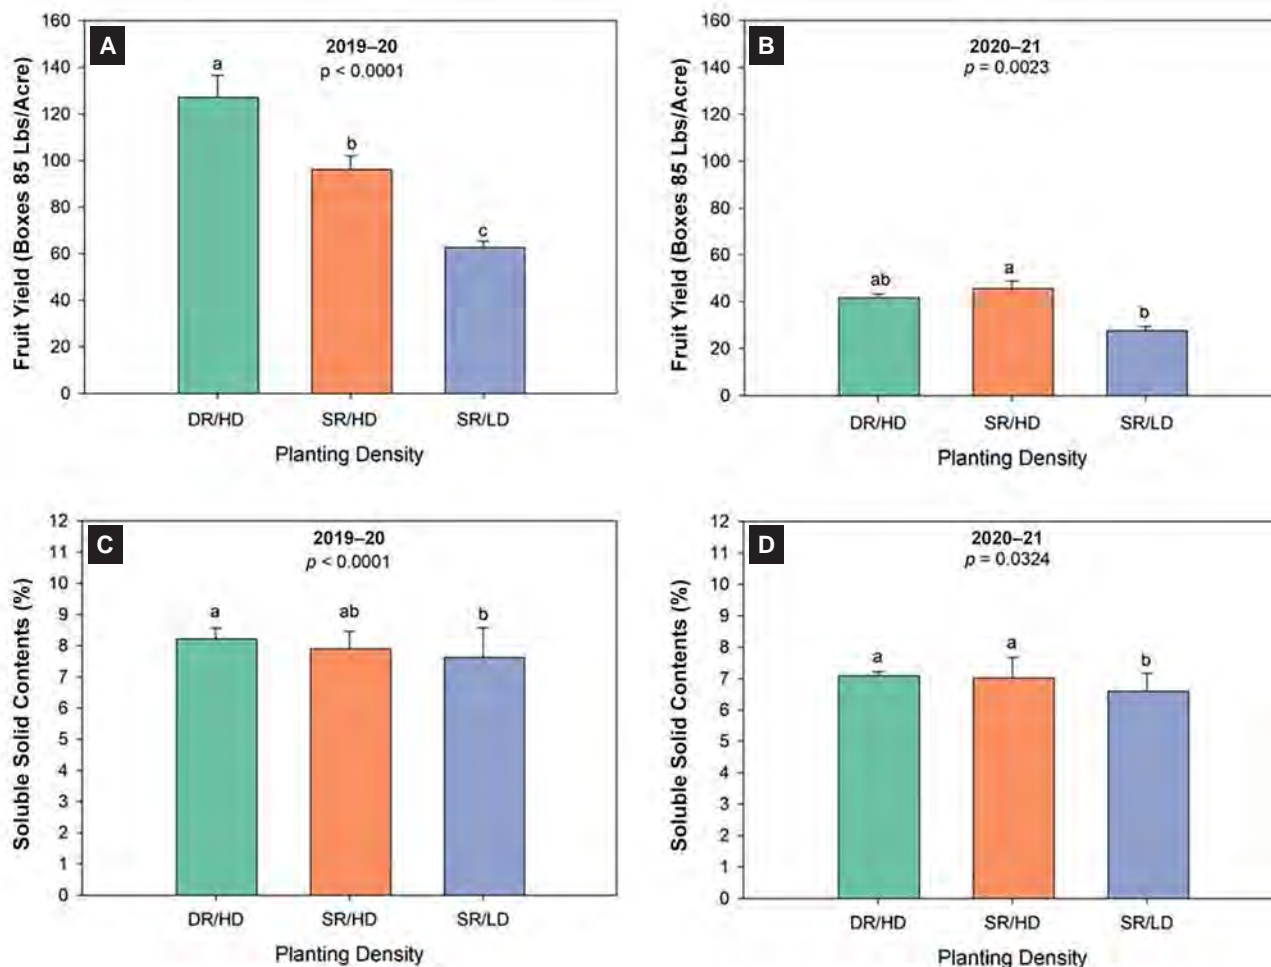 A
2019–20
p < 0.0001
Fruit Yield (Boxes 85 Lbs/Acre)
160
140
120
100
80
60
40
20
0
a
b
c
DR/HD
SR/HD
SR/LD
Planting Density
B
2020–21
p = 0.0023
Fruit Yield (Boxes 85 Lbs/Acre)
160
140
120
100
80
60
40
20
0
ab
a
b
DR/HD
SR/HD
SR/LD
Planting Density
C
2019–20
p < 0.0001
Soluble Solid Contents (%)
12
11
10
9
8
7
6
5
4
3
2
1
0
a
ab
b
DR/HD
SR/HD
SR/LD
Planting Density
D
2020–21
p = 0.0324
Soluble Solid Contents (%)
12
11
10
9
8
7
6
5
4
3
2
1
0
a
a
b
DR/HD
SR/HD
SR/LD
Planting Density